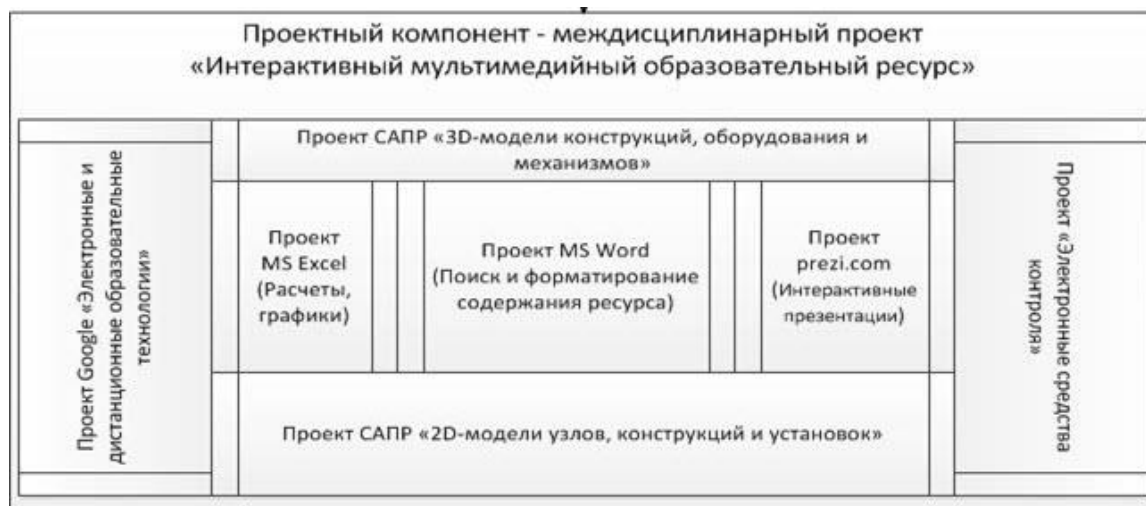 Проектный компонент - междисциплинарный проект
«Интерактивный мультимедийный образовательный ресурс»
Проект Google «Электронные и
дистанционные образовательные
технологии»
Проект САПР «3D-модели конструкций, оборудования и
механизмов»
Проект
MS Excel
(Расчеты,
графики)
Проект MS Word
(Поиск и форматирование
содержания ресурса)
Проект
prezi.com
(Интерактивные
презентации)
Проект САПР «2D-модели узлов, конструкций и установок»
Проект «Электронные средства
контроля»